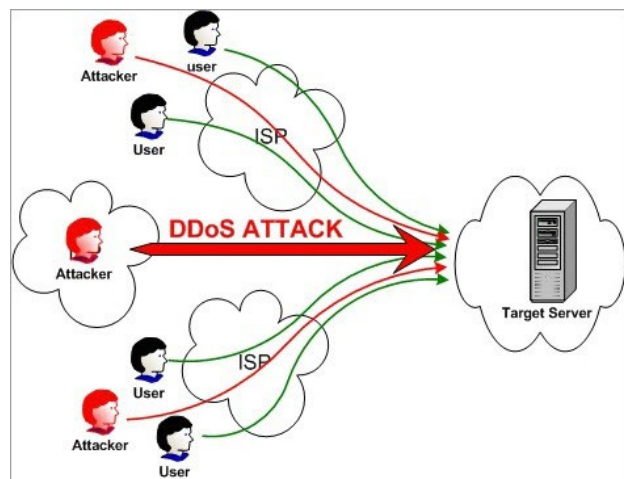 user
Attacker
User
ISP
DDoS ATTACK
Attacker
Target Server
User
ISP
Attacker
User